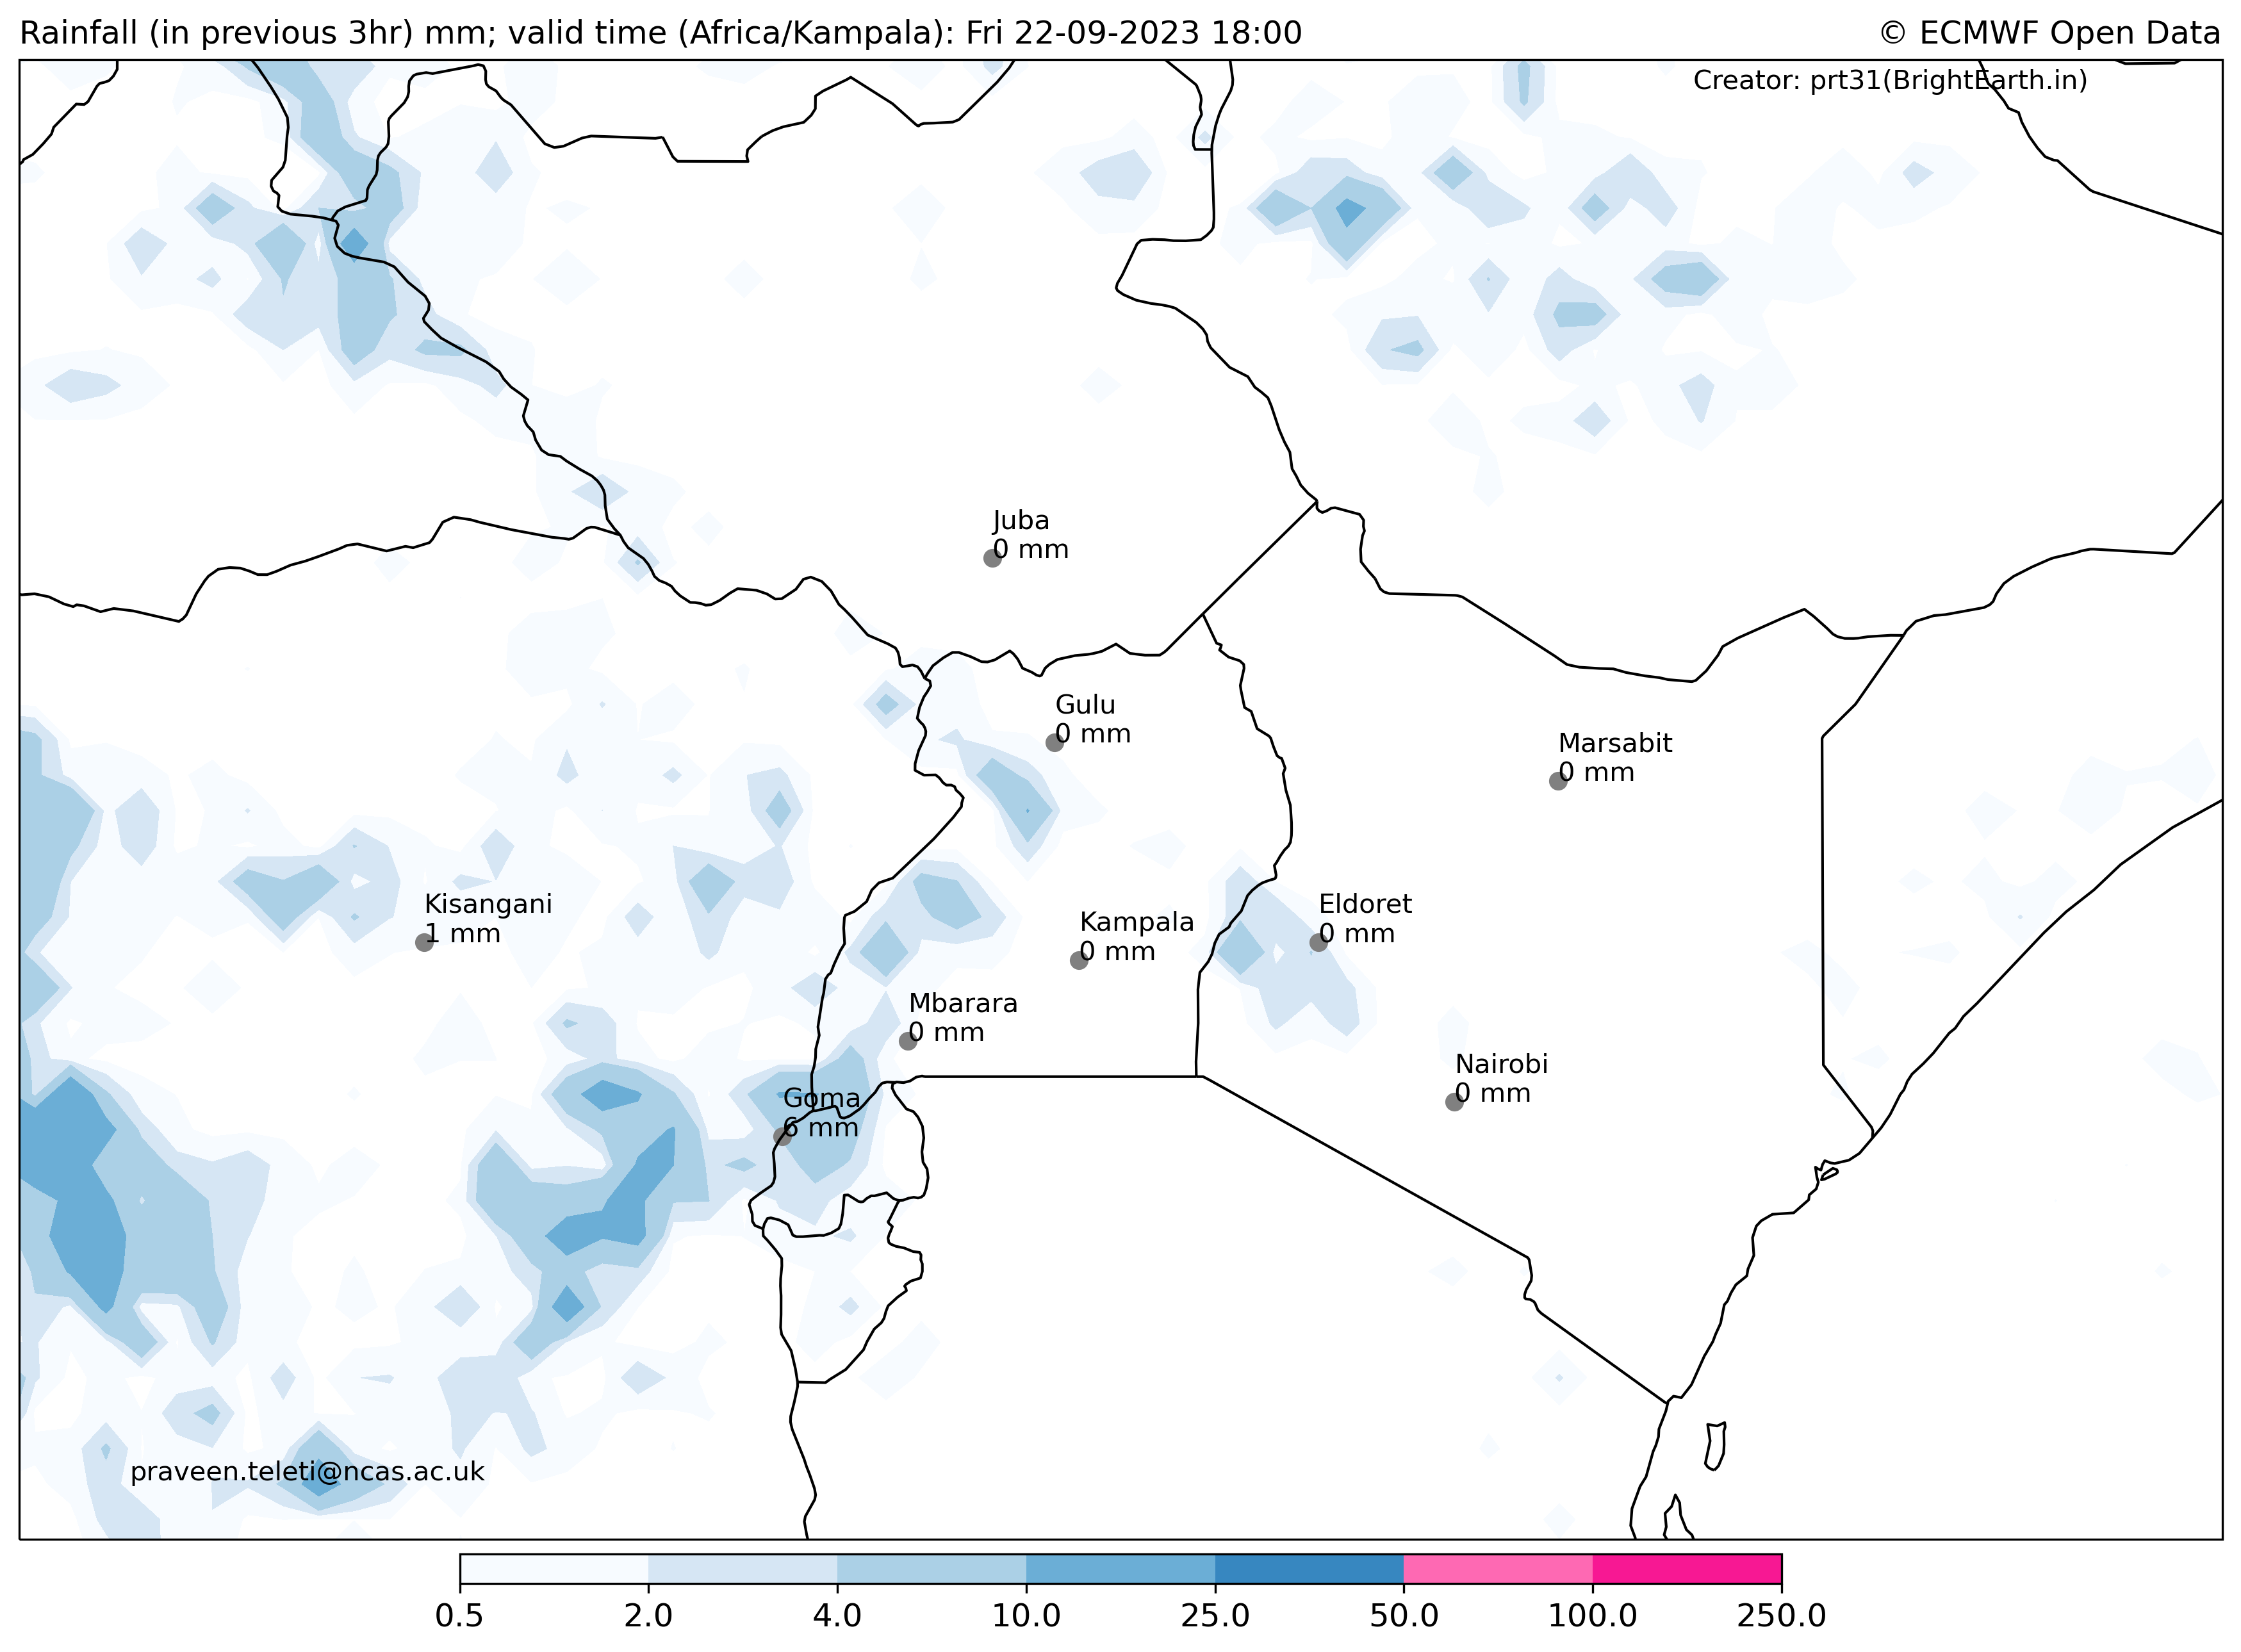 Rainfall (in previous 3hr) mm; valid time (Africa/Kampala): Fri 22-09-2023 18:00
© ECMWF Open Data
Creator: prt31(BrightEarth.in)
Juba
0 mm
Gulu
0 mm
Marsabit
0 mm
Kisangani
1 mm
Kampala
0 mm
Eldoret
0 mm
Mbarara
0 mm
Nairobi
0 mm
Goma
6 mm
praveen.teleti@ncas.ac.uk
0.5 2.0 4.0 10.0 25.0 50.0 100.0 250.0